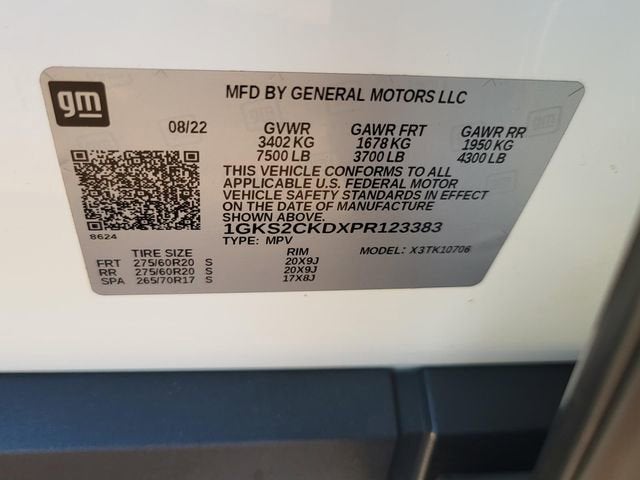 gm
MFD BY GENERAL MOTORS LLC
08/22 GVWR GAWR FRT GAWR RR
3402 KG 1678 KG 1950 KG
7500 LB 3700 LB 4300 LB
THIS VEHICLE CONFORMS TO ALL
APPLICABLE U.S. FEDERAL MOTOR
VEHICLE SAFETY STANDARDS IN EFFECT
ON THE DATE OF MANUFACTURE
SHOWN ABOVE.
8624
1GKS2CKDXPR123383
TYPE: MPV MODEL: X3TK10706
TIRE SIZE RIM
FRT 275/60R20 S 20X9J
RR 275/60R20 S 20X9J
SPA 265/70R17 S 17X8J